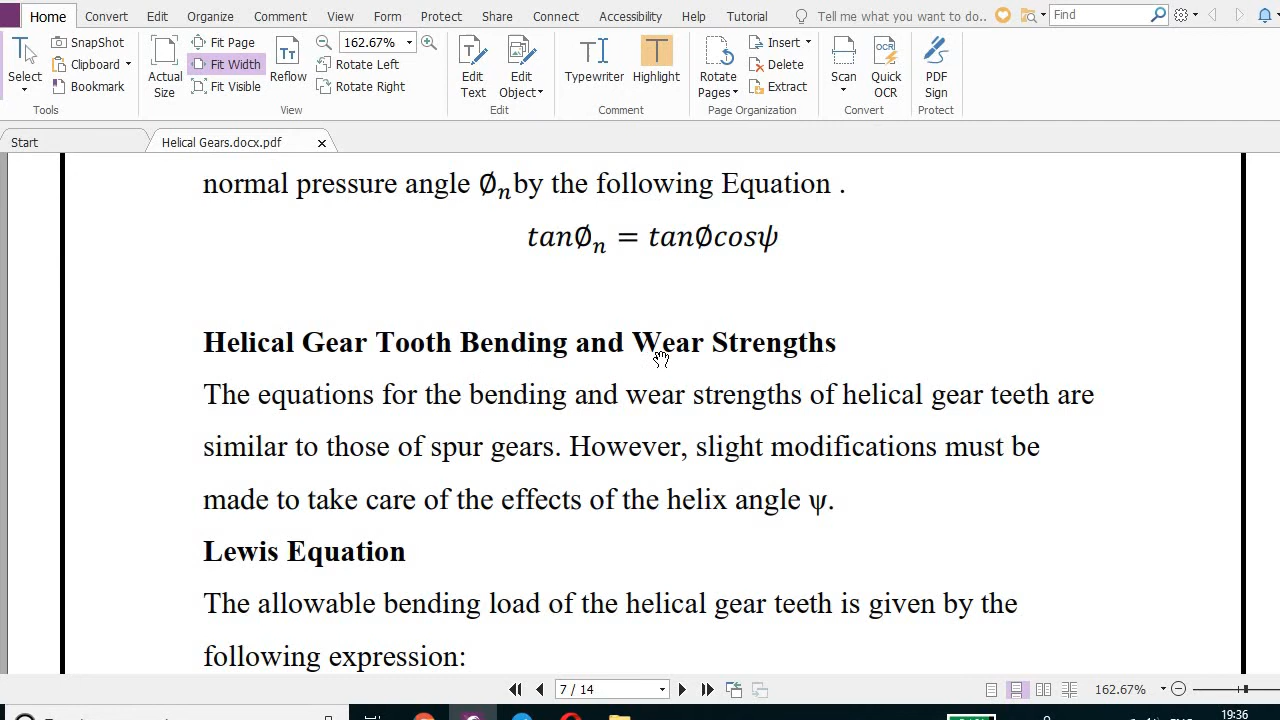 Home Convert Edit Organize Comment View Form Protect Share Connect Accessibility Help Tutorial Tell me what you want to do.. Find
SnapShot
Clipboard
Bookmark
Select
Tools
Actual Size
Fit Page
Fit Width
Fit Visible
Reflow
162.67%
Rotate Left
Rotate Right
View
Edit Text
Edit Object
Edit
Typewriter
Highlight
Comment
Rotate Pages
Insert
Delete
Extract
Page Organization
Scan
OCR
Quick OCR
Convert
PDF Sign
Protect
Start
Helical Gears.docx.pdf
normal pressure angle ∅n by the following Equation .
tan∅n = tan∅cosψ
Helical Gear Tooth Bending and Wear Strengths
The equations for the bending and wear strengths of helical gear teeth are
similar to those of spur gears. However, slight modifications must be
made to take care of the effects of the helix angle ψ.
Lewis Equation
The allowable bending load of the helical gear teeth is given by the
following expression:
7 / 14
162.67%
19:36